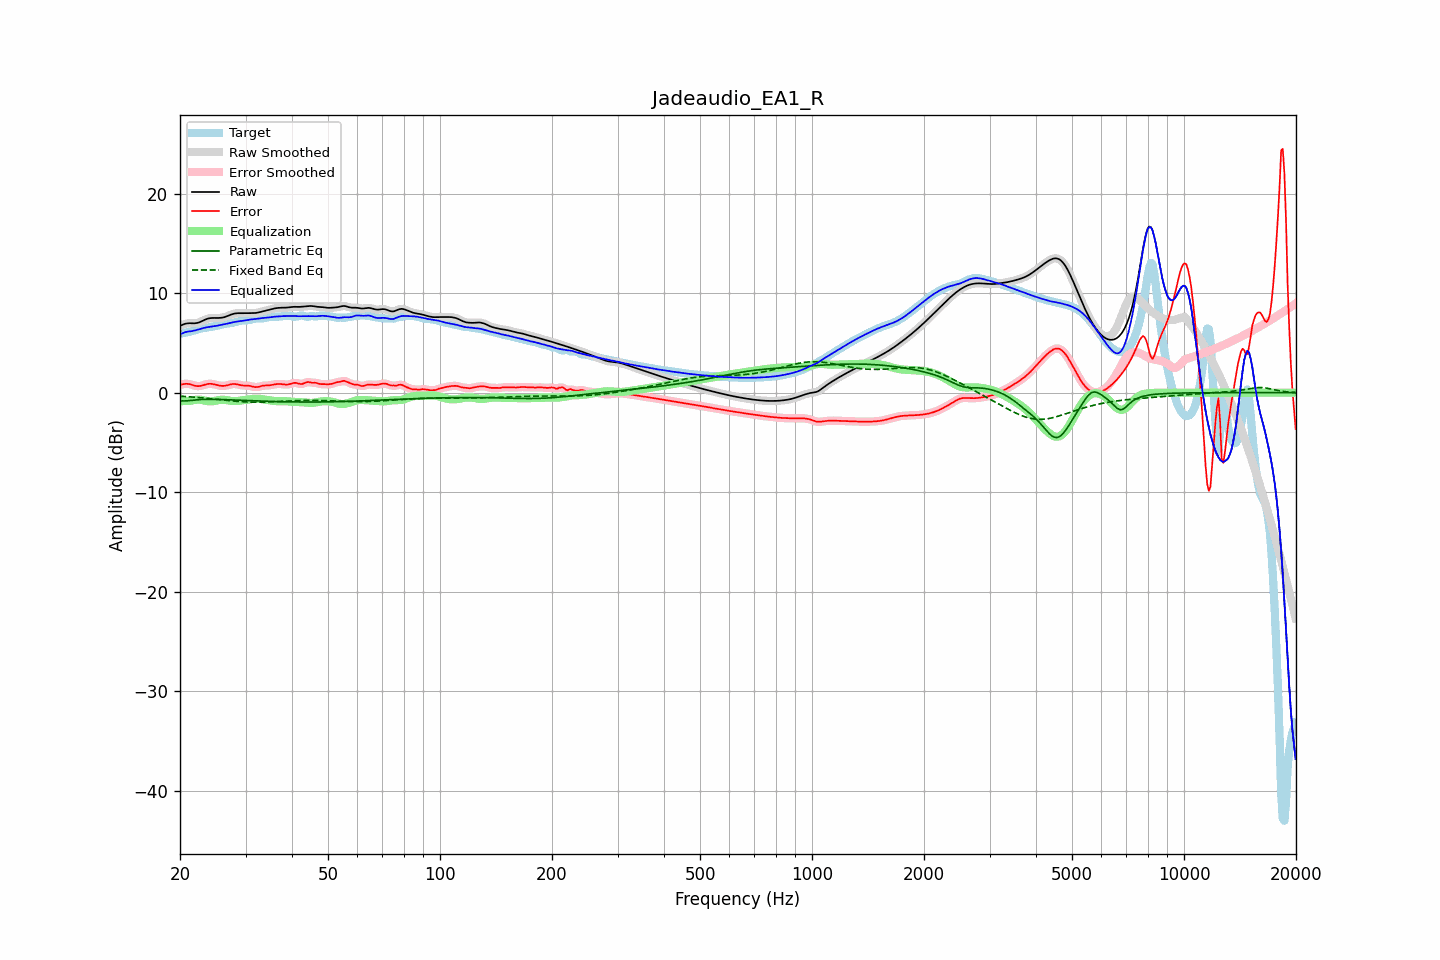 Jadeaudio_EA1_R
Target
Raw Smoothed
Error Smoothed
Raw
Error
Equalization
Parametric Eq
Fixed Band Eq
Equalized
20
10
0
−10
−20
−30
−40
Amplitude (dBr)
20 50 100 200 500 1000 2000 5000 10000 20000
Frequency (Hz)